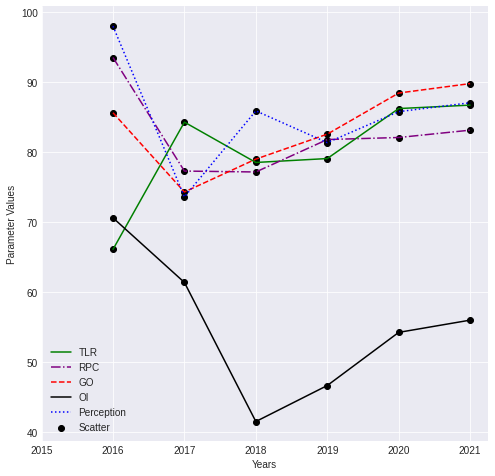 100
90
80
70
60
50
40
Parameter Values
TLR
RPC
GO
OI
Perception
Scatter
2015 2016 2017 2018 2019 2020 2021
Years